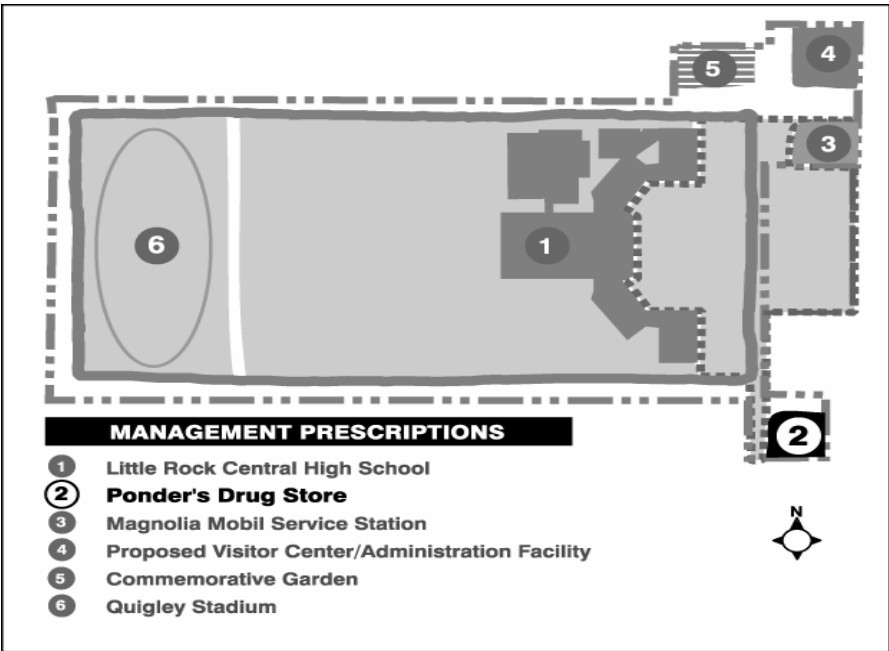 4
5
3
6
1
2
MANAGEMENT PRESCRIPTIONS
1 Little Rock Central High School
2 Ponder's Drug Store
3 Magnolia Mobil Service Station
4 Proposed Visitor Center/Administration Facility
5 Commemorative Garden
6 Quigley Stadium
N